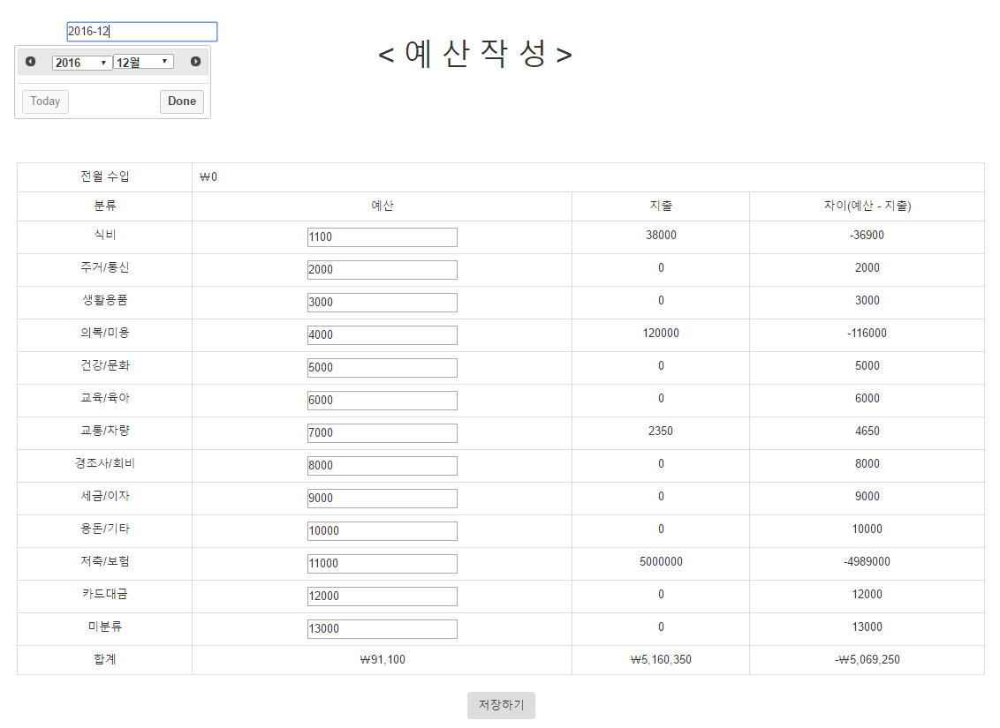 2016-12
< 예 산 작 성 >
2016 12월
Today Done
전월 수입 ₩0
분류 예산 지출 차이(예산 - 지출)
식비 1100 38000 -36900
주거/통신 2000 0 2000
생활용품 3000 0 3000
의복/미용 4000 120000 -116000
건강/문화 5000 0 5000
교육/육아 6000 0 6000
교통/차량 7000 2350 4650
경조사/회비 8000 0 8000
세금/이자 9000 0 9000
용돈/기타 10000 0 10000
저축/보험 11000 5000000 -4989000
카드대금 12000 0 12000
미분류 13000 0 13000
합계 ₩91,100 ₩5,160,350 -₩5,069,250
저장하기